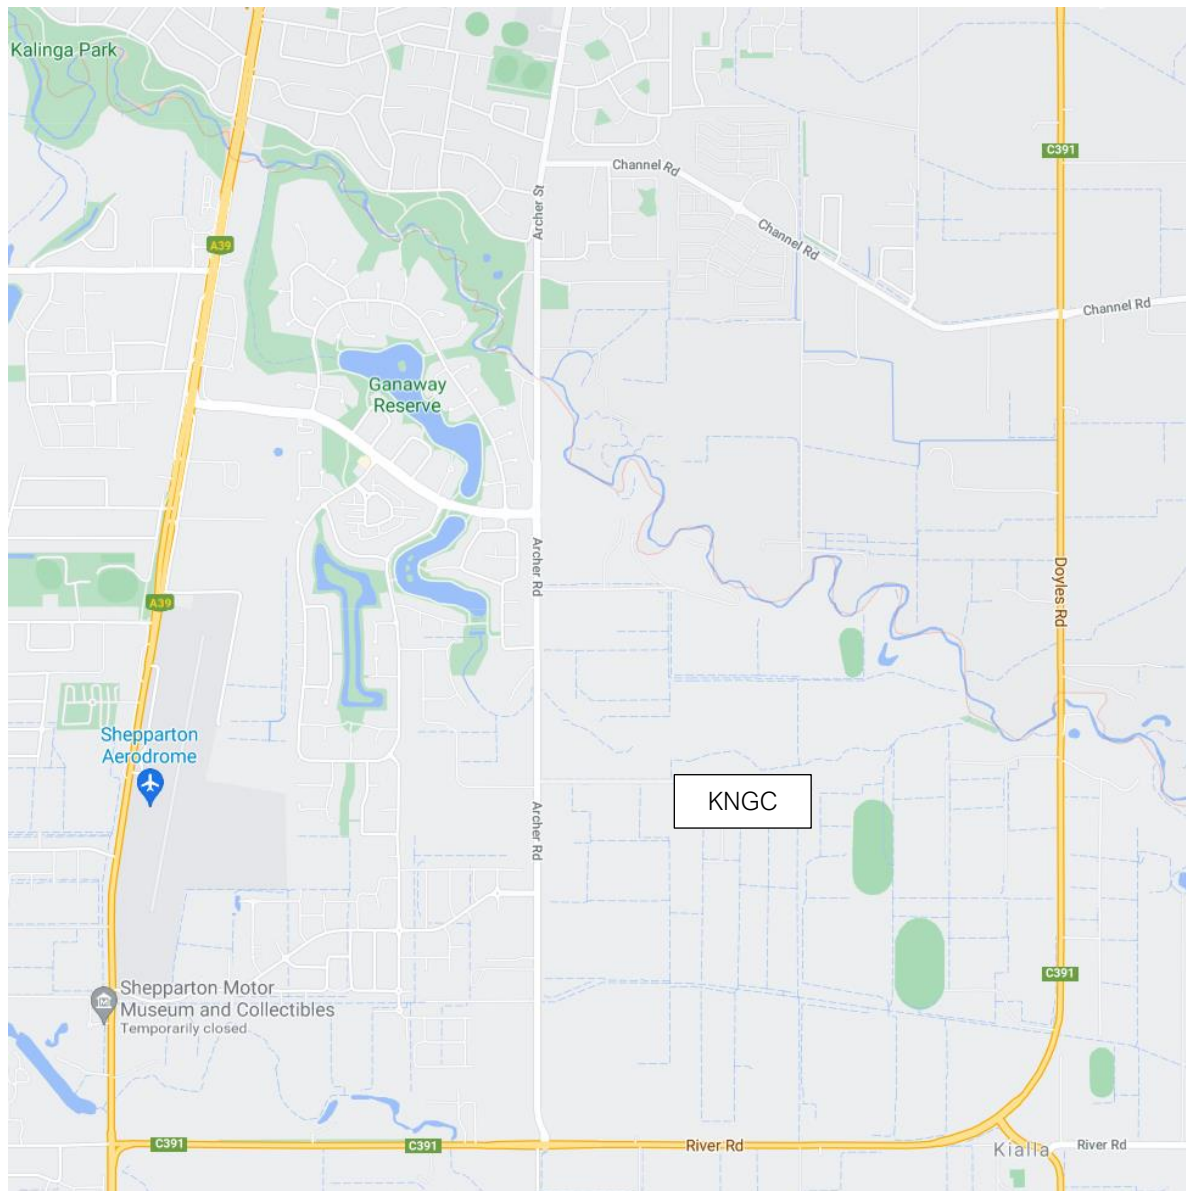 Kalinga Park
C391
Channel Rd
Archer St
Channel Rd
A39
Channel Rd
Ganaway
Reserve
Archer Rd
Doyles Rd
A39
Shepparton
Aerodrome
KNGC
Archer Rd
C391
Shepparton Motor
Museum and Collectibles
Temporarily closed
C391
C391
River Rd
Kialla
River Rd